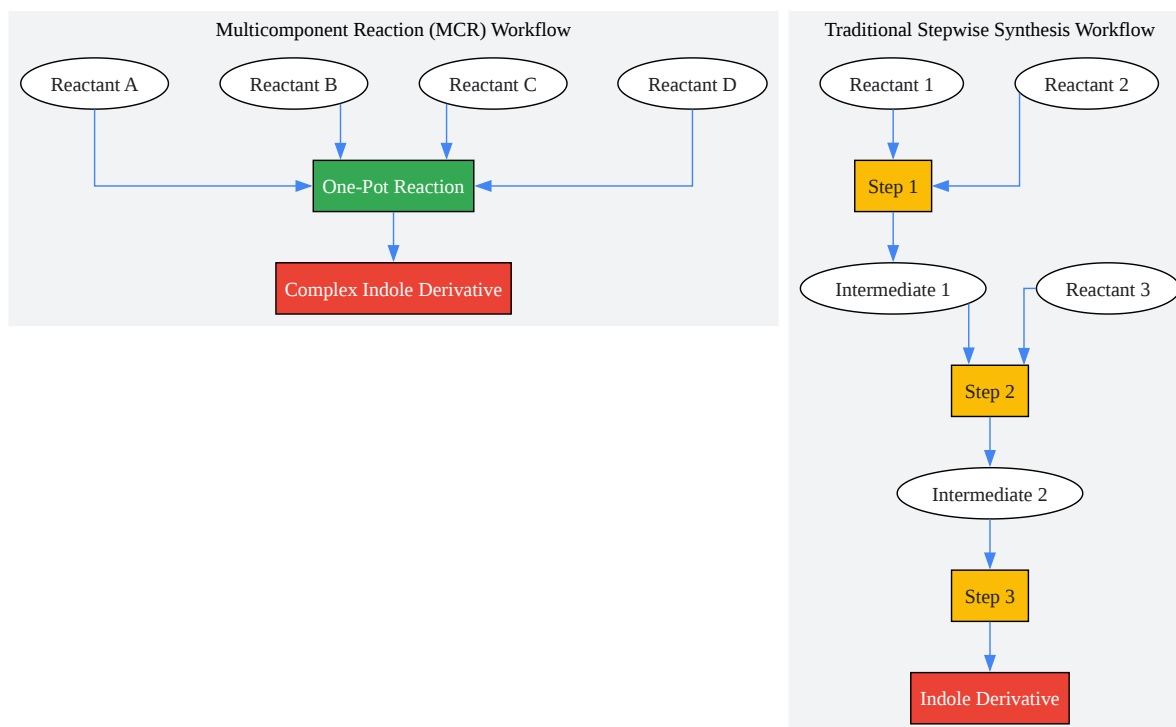 Multicomponent Reaction (MCR) Workflow
Reactant A
Reactant B
Reactant C
Reactant D
One-Pot Reaction
Complex Indole Derivative
Traditional Stepwise Synthesis Workflow
Reactant 1
Reactant 2
Step 1
Intermediate 1
Reactant 3
Step 2
Intermediate 2
Step 3
Indole Derivative